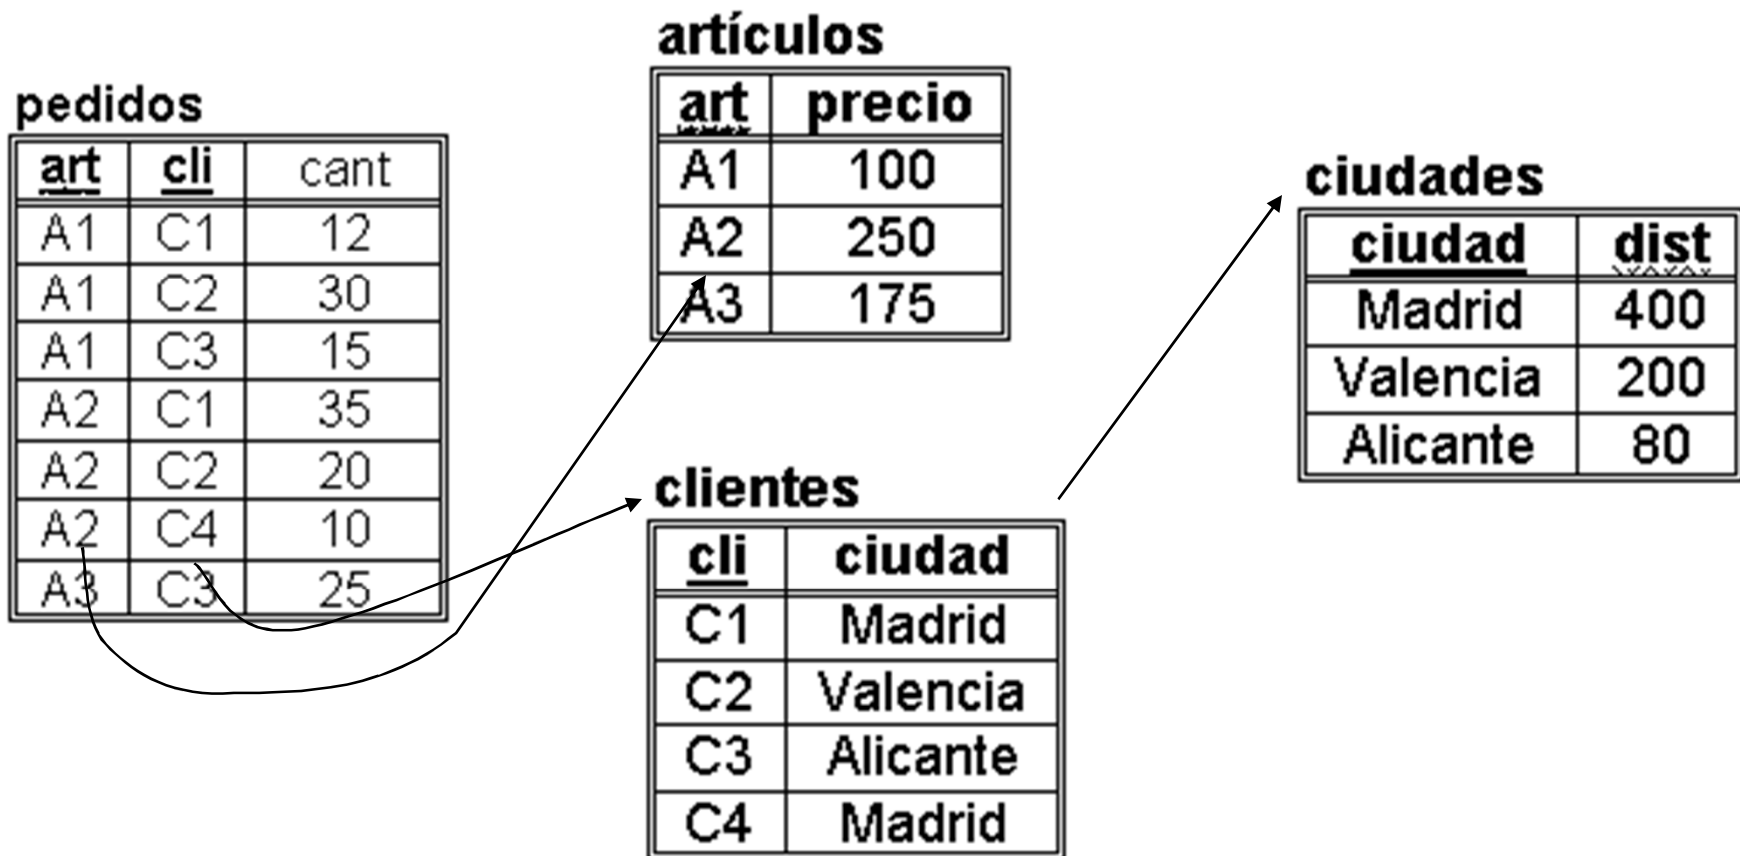 pedidos
art cli cant
A1 C1 12
A1 C2 30
A1 C3 15
A2 C1 35
A2 C2 20
A2 C4 10
A3 C3 25
artículos
art precio
A1 100
A2 250
A3 175
clientes
cli ciudad
C1 Madrid
C2 Valencia
C3 Alicante
C4 Madrid
ciudades
ciudad dist
Madrid 400
Valencia 200
Alicante 80